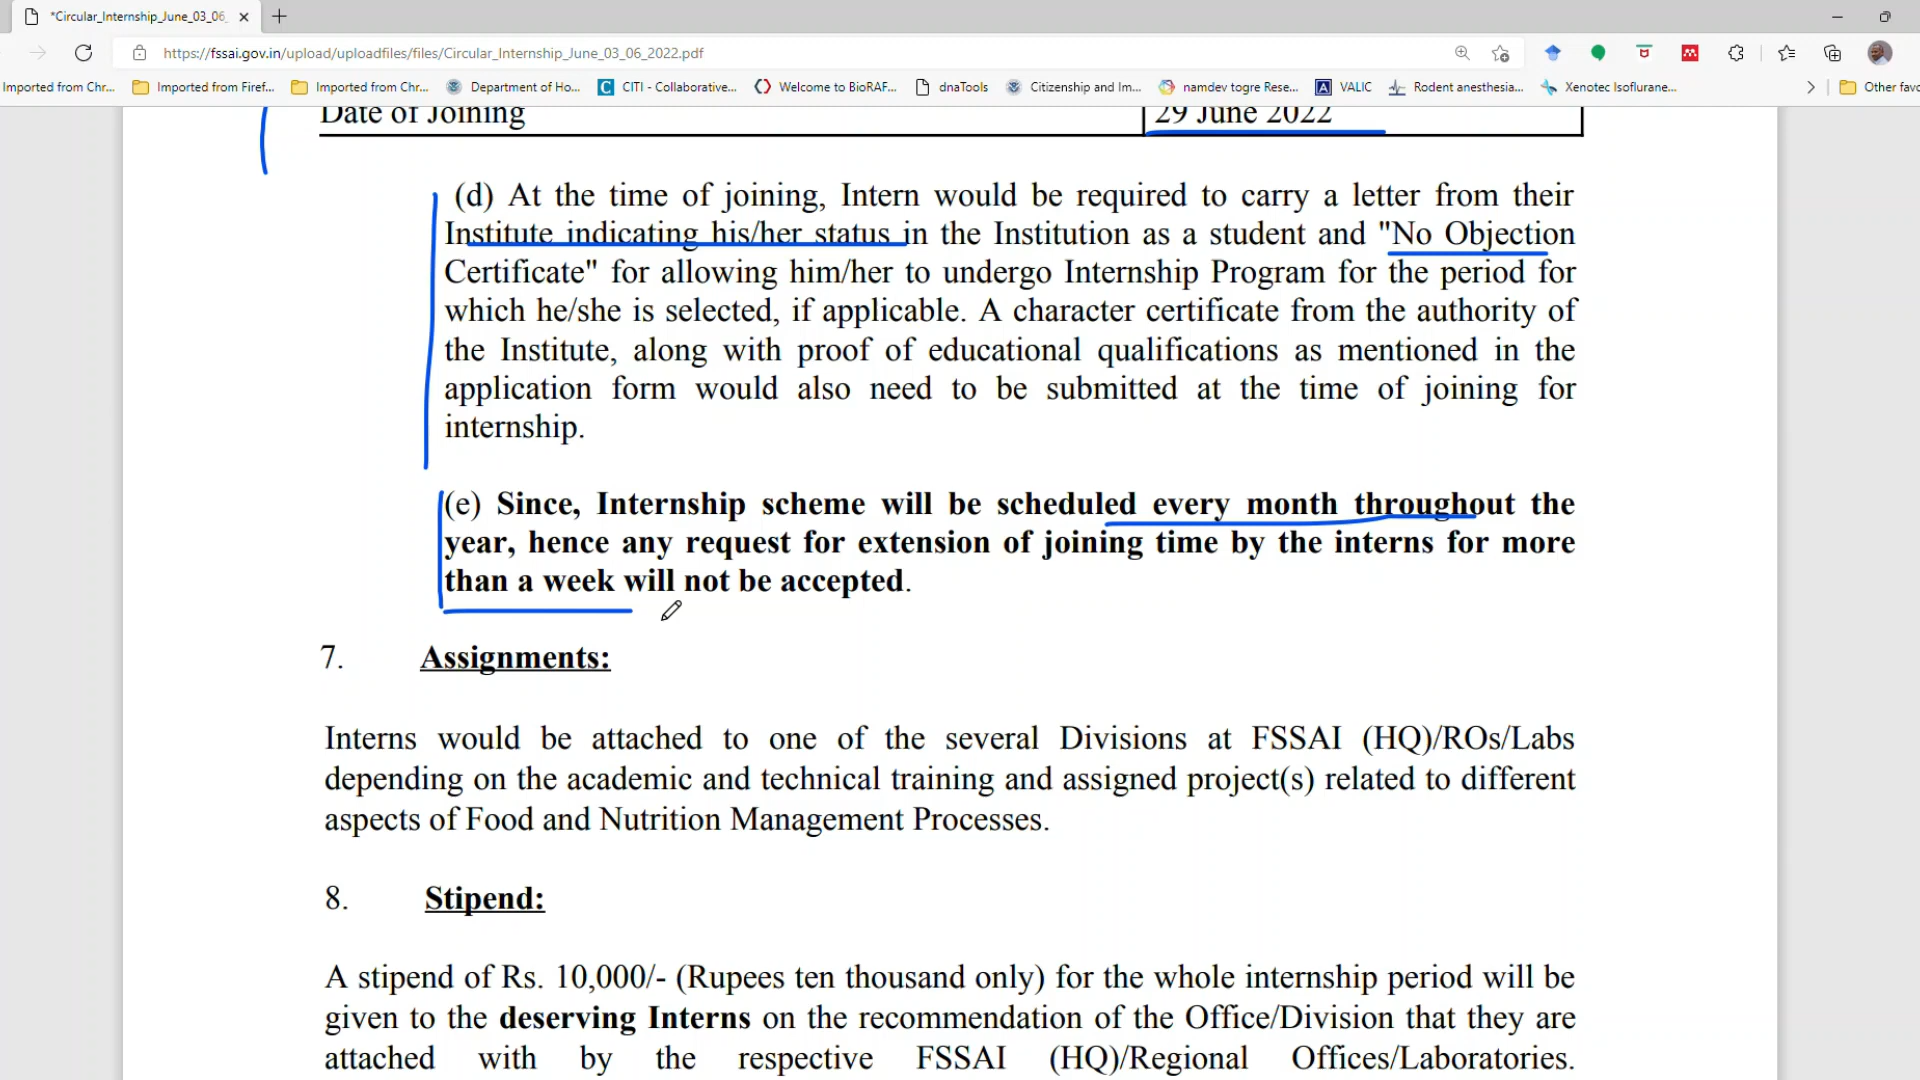 *Circular_Internship_June_03_06_
https://fssai.gov.in/upload/uploadfiles/files/Circular_Internship_June_03_06_2022.pdf
Imported from Chr... Imported from Firef... Imported from Chr... Department of Ho... CITI - Collaborative... Welcome to BioRAF... dnaTools Citizenship and Im... namdev togre Rese... VALIC Rodent anesthesia... Xenotec Isoflurane... Other favo
Date of Joining 29 June 2022
(d) At the time of joining, Intern would be required to carry a letter from their
Institute indicating his/her status in the Institution as a student and "No Objection
Certificate" for allowing him/her to undergo Internship Program for the period for
which he/she is selected, if applicable. A character certificate from the authority of
the Institute, along with proof of educational qualifications as mentioned in the
application form would also need to be submitted at the time of joining for
internship.
(e) Since, Internship scheme will be scheduled every month throughout the
year, hence any request for extension of joining time by the interns for more
than a week will not be accepted.
7. Assignments:
Interns would be attached to one of the several Divisions at FSSAI (HQ)/ROs/Labs
depending on the academic and technical training and assigned project(s) related to different
aspects of Food and Nutrition Management Processes.
8. Stipend:
A stipend of Rs. 10,000/- (Rupees ten thousand only) for the whole internship period will be
given to the deserving Interns on the recommendation of the Office/Division that they are
attached with by the respective FSSAI (HQ)/Regional Offices/Laboratories.